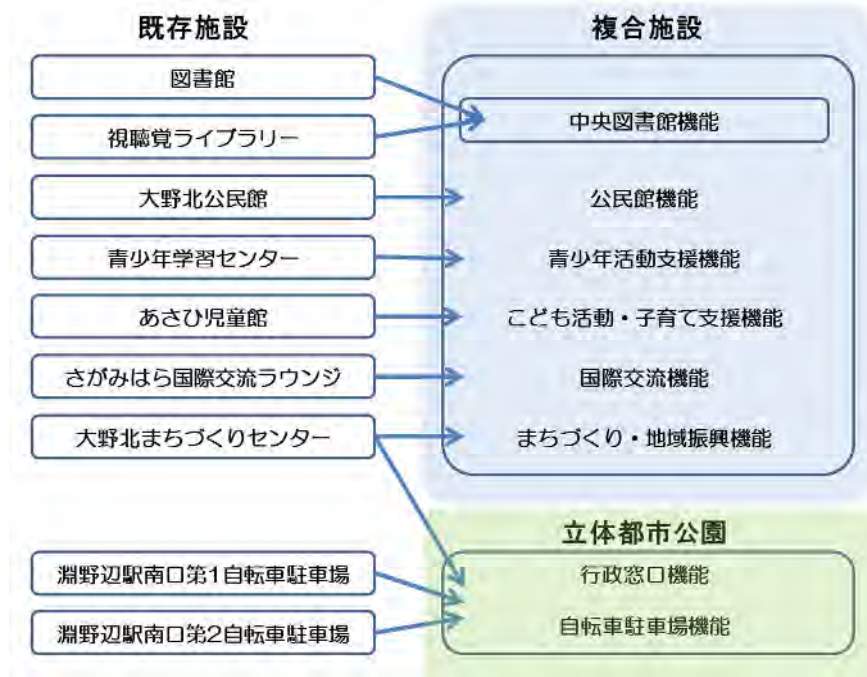 既存施設
図書館
視聴覚ライブラリー
大野北公民館
青少年学習センター
あさひ児童館
さがみはら国際交流ラウンジ
大野北まちづくりセンター
淵野辺駅南口第1自転車駐車場
淵野辺駅南口第2自転車駐車場
複合施設
中央図書館機能
公民館機能
青少年活動支援機能
こども活動・子育て支援機能
国際交流機能
まちづくり・地域振興機能
立体都市公園
行政窓口機能
自転車駐車場機能